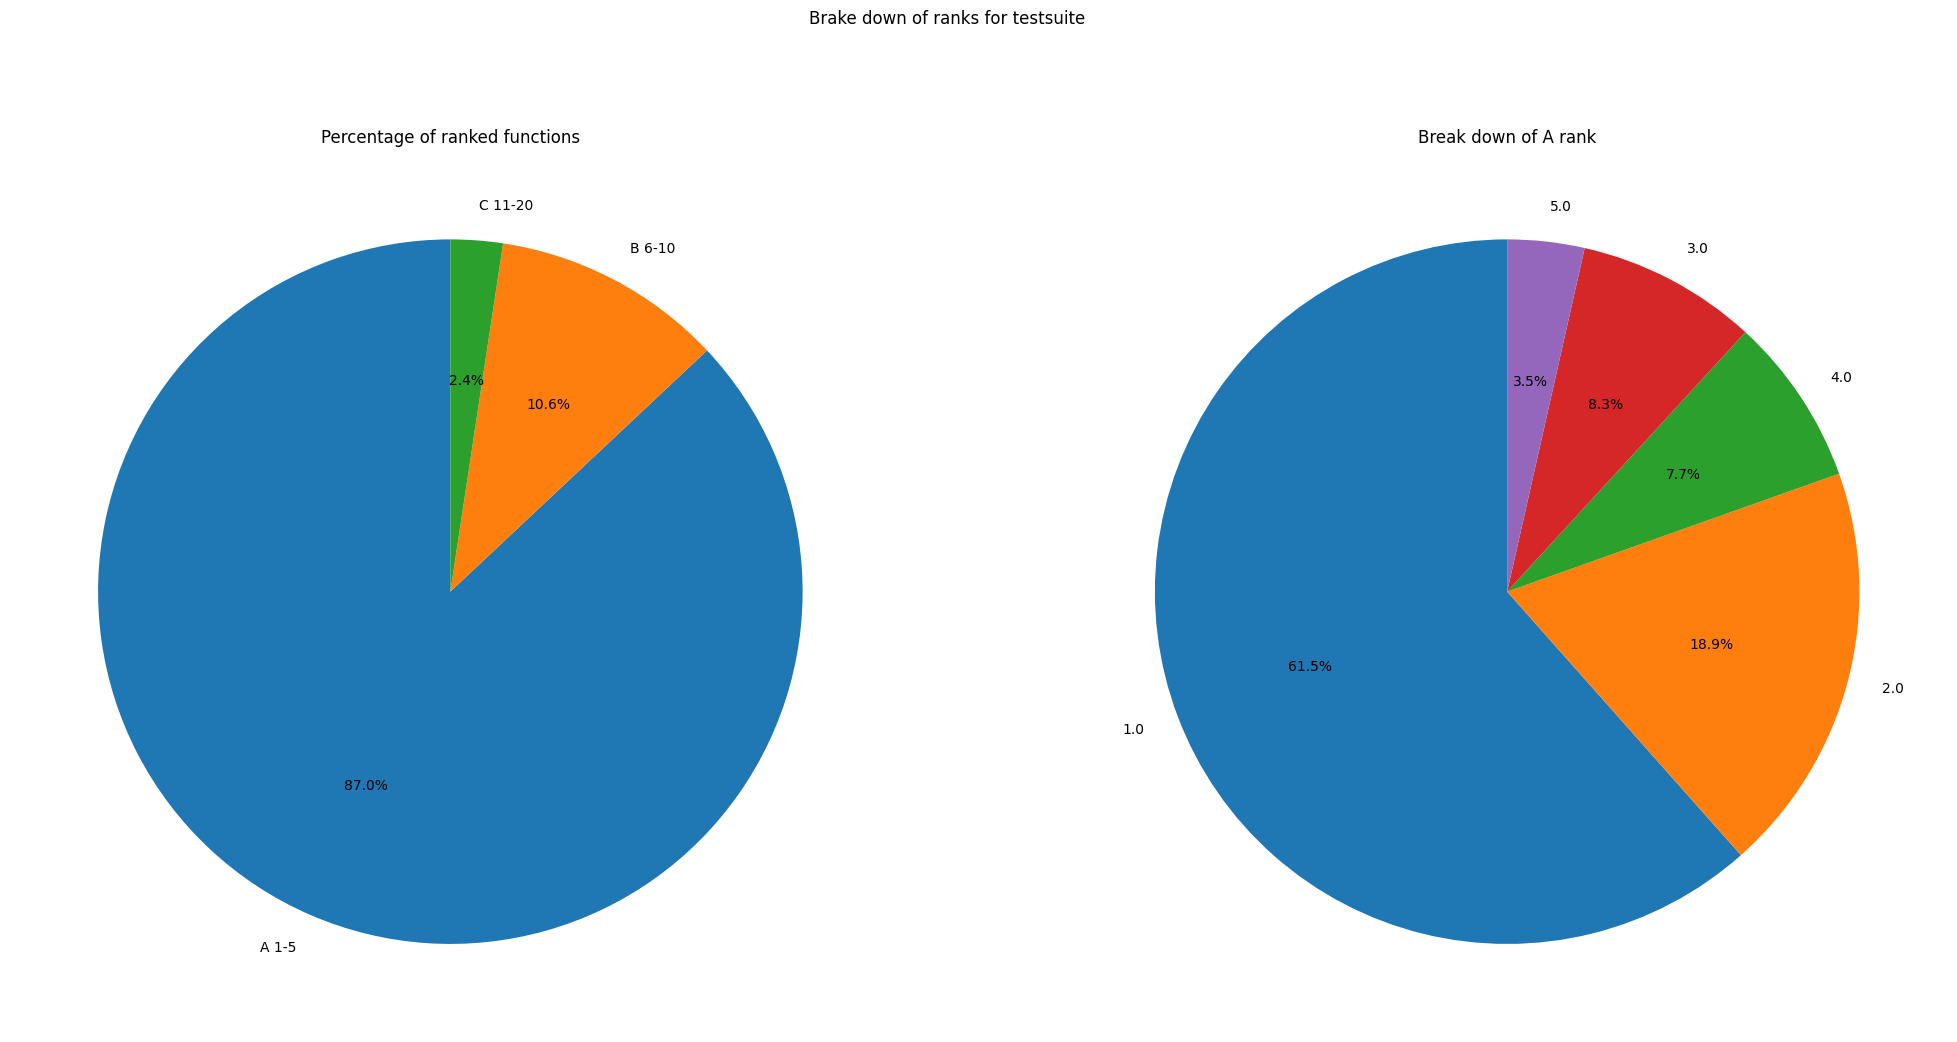 Brake down of ranks for testsuite
Percentage of ranked functions
C 11-20
B 6-10
2.4%
10.6%
87.0%
A 1-5
Break down of A rank
5.0
3.0
4.0
3.5%
8.3%
7.7%
18.9%
61.5%
2.0
1.0